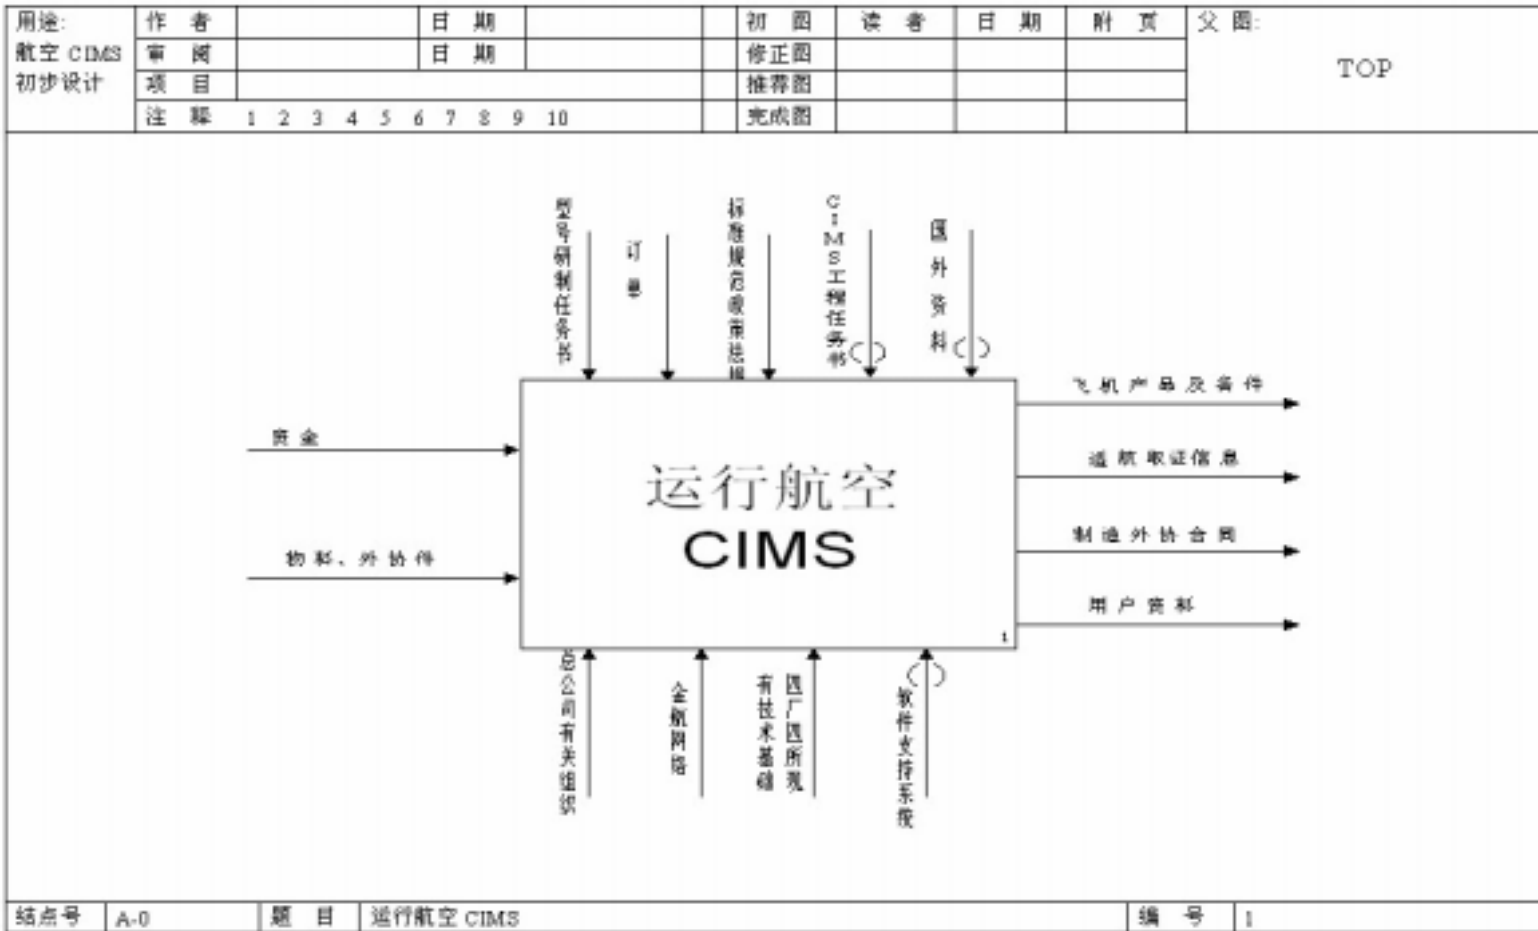 用途:
航空 CIMS
初步设计
作 者
日 期
审 阅
日 期
项 目
注 释 1 2 3 4 5 6 7 8 9 10
初 图
修正图
推荐图
完成图
读 者
日 期
附 页
父 图:
TOP
型号研制任务书
订单
标准规范政策法规
CIMS工程任务书
国外资料
资金
物料、外协件
运行航空
CIMS
1
飞机产品及备件
适航取证信息
制造外协合同
用户资料
总公司有关组织
金航网络
四厂四所现
有技术基础
软件支持系统
结点号 A-0
题 目 运行航空 CIMS
编 号 1